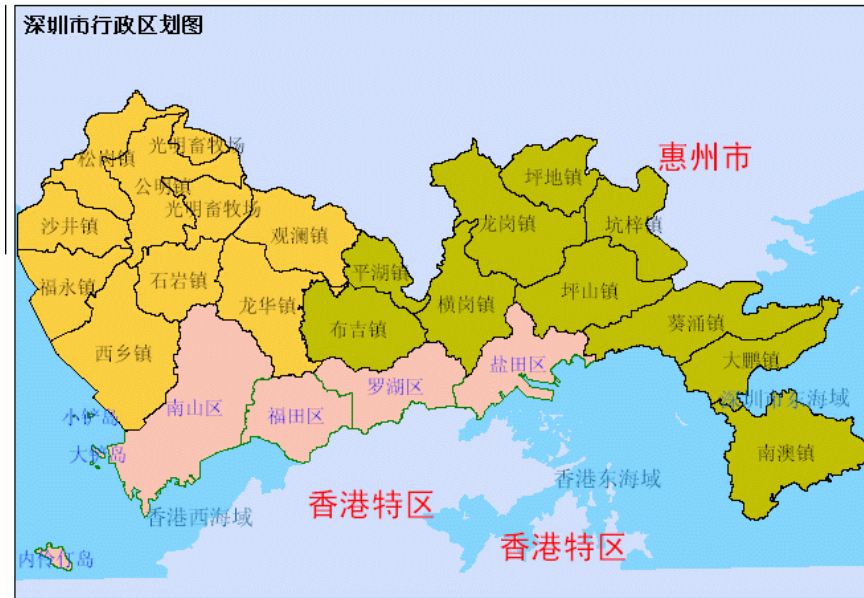 深圳市行政区划图
光明畜牧场
松岗镇
惠州市
坪地镇
公明镇
光明畜牧场
沙井镇
观澜镇
龙岗镇
坑梓镇
平湖镇
福永镇
石岩镇
龙华镇
横岗镇
坪山镇
布吉镇
葵涌镇
西乡镇
盐田区
大鹏镇
罗湖区
南山区
福田区
深圳市东海域
小铲岛
大铲岛
南澳镇
香港东海域
香港特区
香港西海域
香港特区
内伶仃岛